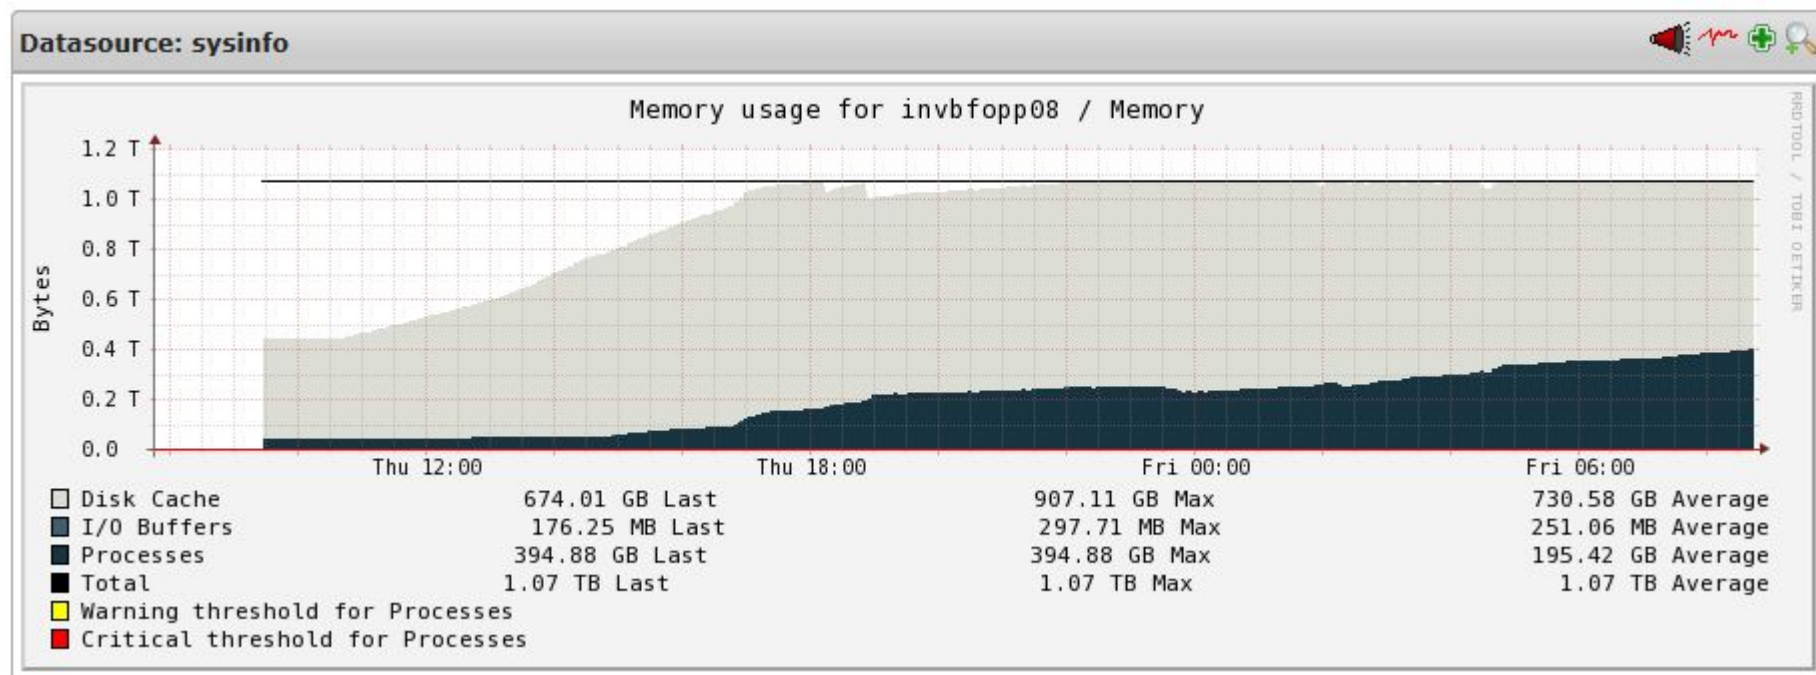 Datasource: sysinfo
Memory usage for invbfopp08 / Memory
RRDTOOL / TOBI OETIKER
Bytes
1.2 T
1.0 T
0.8 T
0.6 T
0.4 T
0.2 T
0.0
Thu 12:00 Thu 18:00 Fri 00:00 Fri 06:00
Disk Cache 674.01 GB Last 907.11 GB Max 730.58 GB Average
I/O Buffers 176.25 MB Last 297.71 MB Max 251.06 MB Average
Processes 394.88 GB Last 394.88 GB Max 195.42 GB Average
Total 1.07 TB Last 1.07 TB Max 1.07 TB Average
Warning threshold for Processes
Critical threshold for Processes